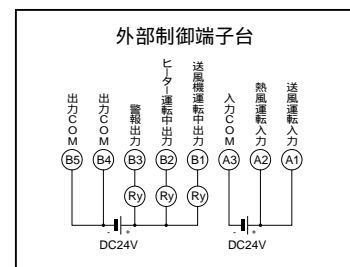 外部制御端子台
出力COM
出力COM
警報出力
ヒーター運転中出力
送風機運転中出力
入力COM
熱風運転入力
送風運転入力
B5 B4 B3 B2 B1 A3 A2 A1
Ry Ry Ry
- + - +
DC24V DC24V